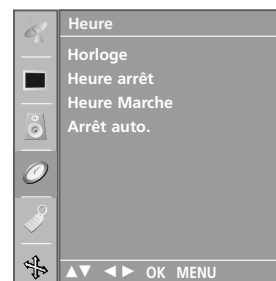 Heure
Horloge
Heure arrêt
Heure Marche
Arrêt auto.
▲▼ ◄► OK MENU